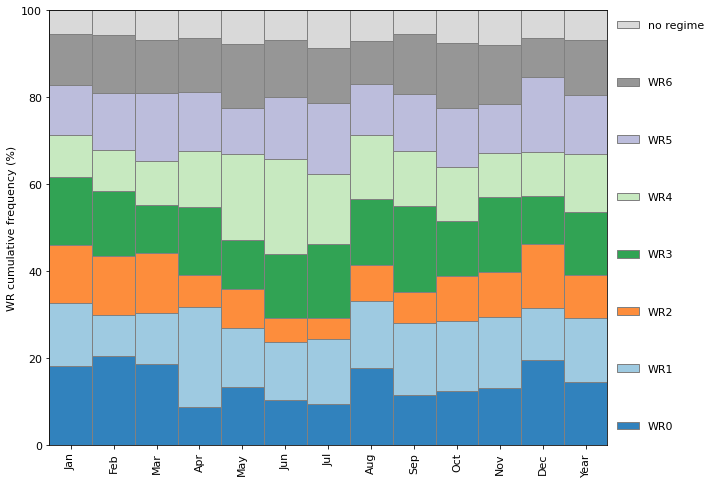 100
80
60
40
20
0
WR cumulative frequency (%)
Jan
Feb
Mar
Apr
May
Jun
Jul
Aug
Sep
Oct
Nov
Dec
Year
no regime
WR6
WR5
WR4
WR3
WR2
WR1
WR0